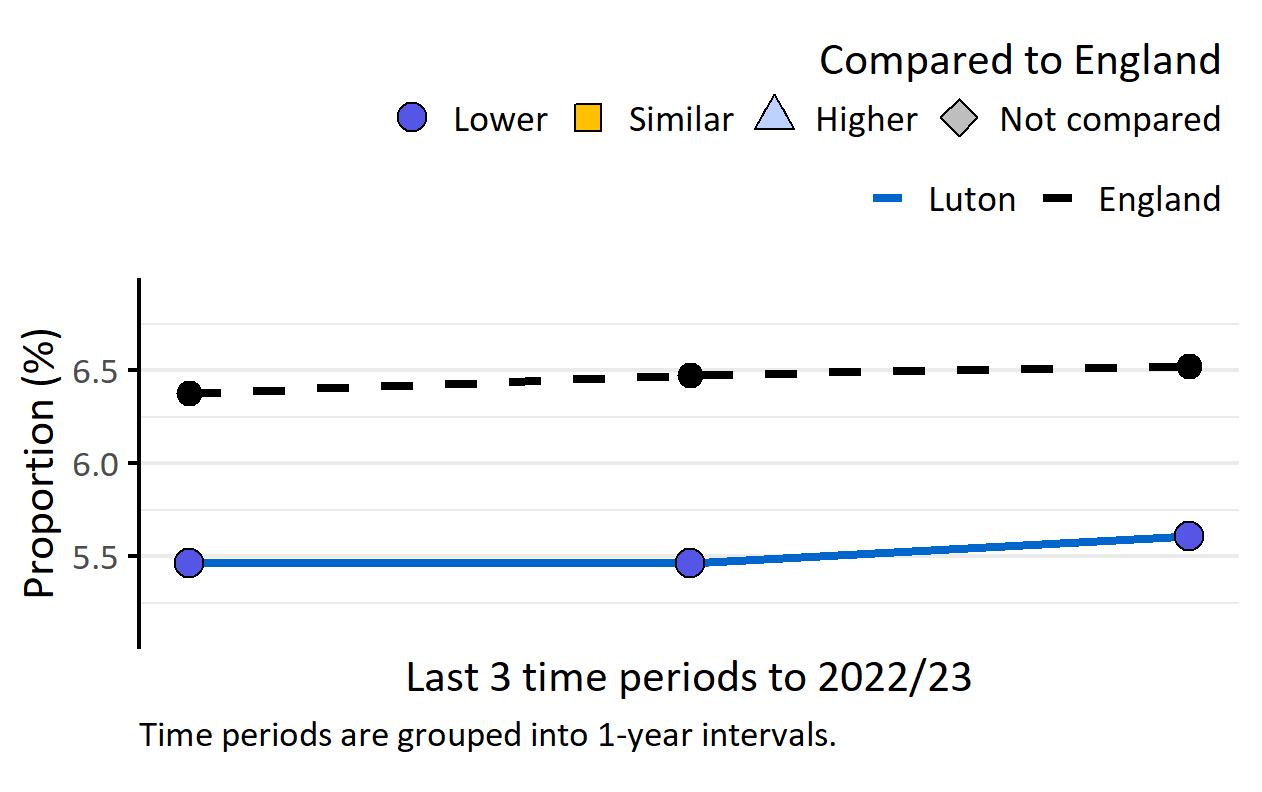 Compared to England
Lower Similar Higher Not compared
Luton England
Proportion (%)
6.5
6.0
5.5
Last 3 time periods to 2022/23
Time periods are grouped into 1-year intervals.